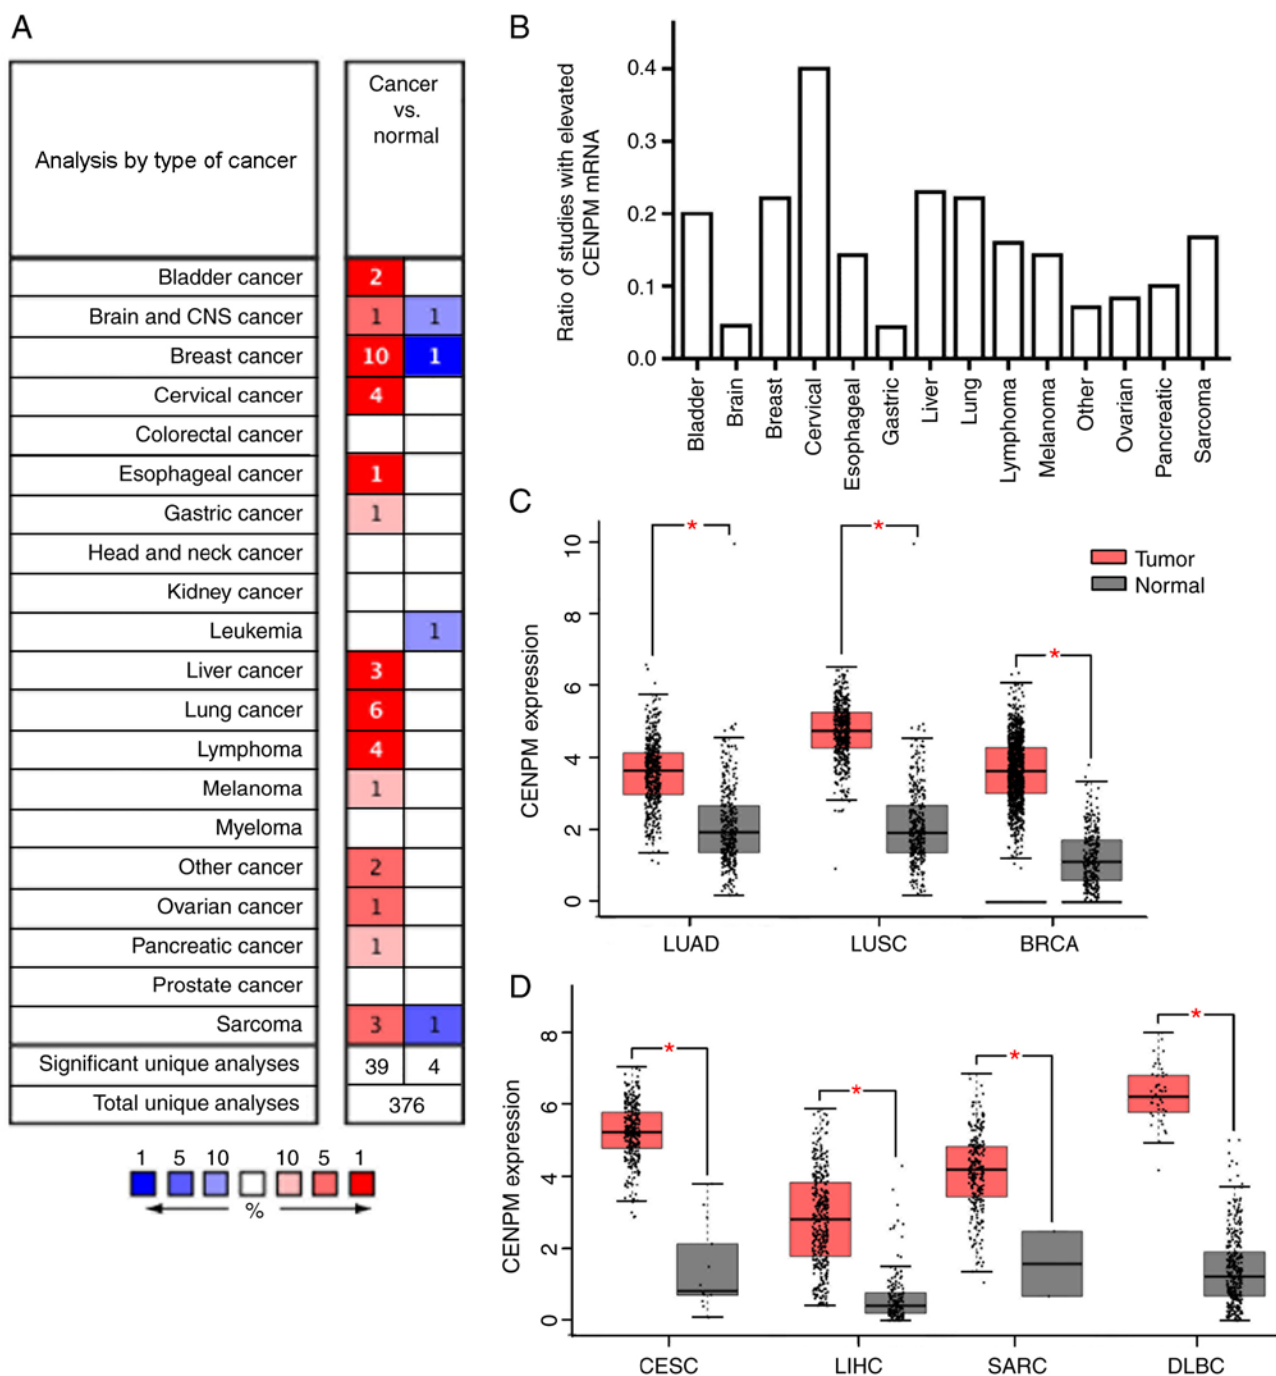 A
Analysis by type of cancer
Cancer
vs.
normal
Bladder cancer 2
Brain and CNS cancer 1 1
Breast cancer 10 1
Cervical cancer 4
Colorectal cancer
Esophageal cancer 1
Gastric cancer 1
Head and neck cancer
Kidney cancer
Leukemia 1
Liver cancer 3
Lung cancer 6
Lymphoma 4
Melanoma 1
Myeloma
Other cancer 2
Ovarian cancer 1
Pancreatic cancer 1
Prostate cancer
Sarcoma 3 1
Significant unique analyses 39 4
Total unique analyses 376
1 5 10 10 5 1
%
B
Ratio of studies with elevated
CENPM mRNA
0.4
0.3
0.2
0.1
0.0
Bladder
Brain
Breast
Cervical
Esophageal
Gastric
Liver
Lung
Lymphoma
Melanoma
Other
Ovarian
Pancreatic
Sarcoma
C
CENPM expression
10
8
6
4
2
0
* * *
Tumor
Normal
LUAD LUSC BRCA
D
CENPM expression
8
6
4
2
0
* * * *
CESC LIHC SARC DLBC